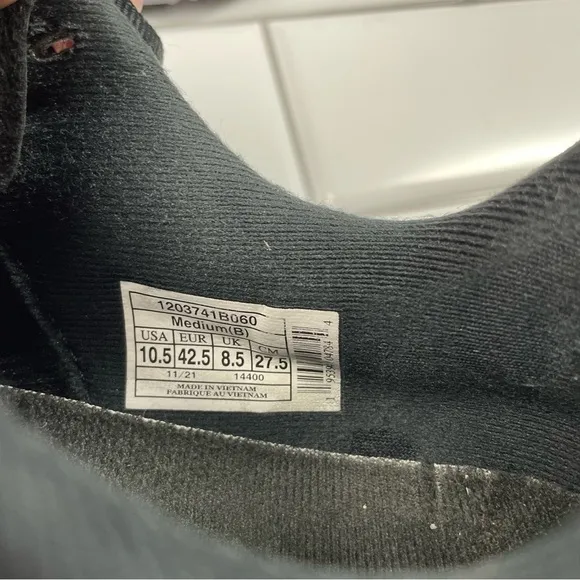 1203741B060
Medium(B)
USA EUR UK CM
10.5 42.5 8.5 27.5
11/21 14400
MADE IN VIETNAM
FABRIQUE AU VIETNAM